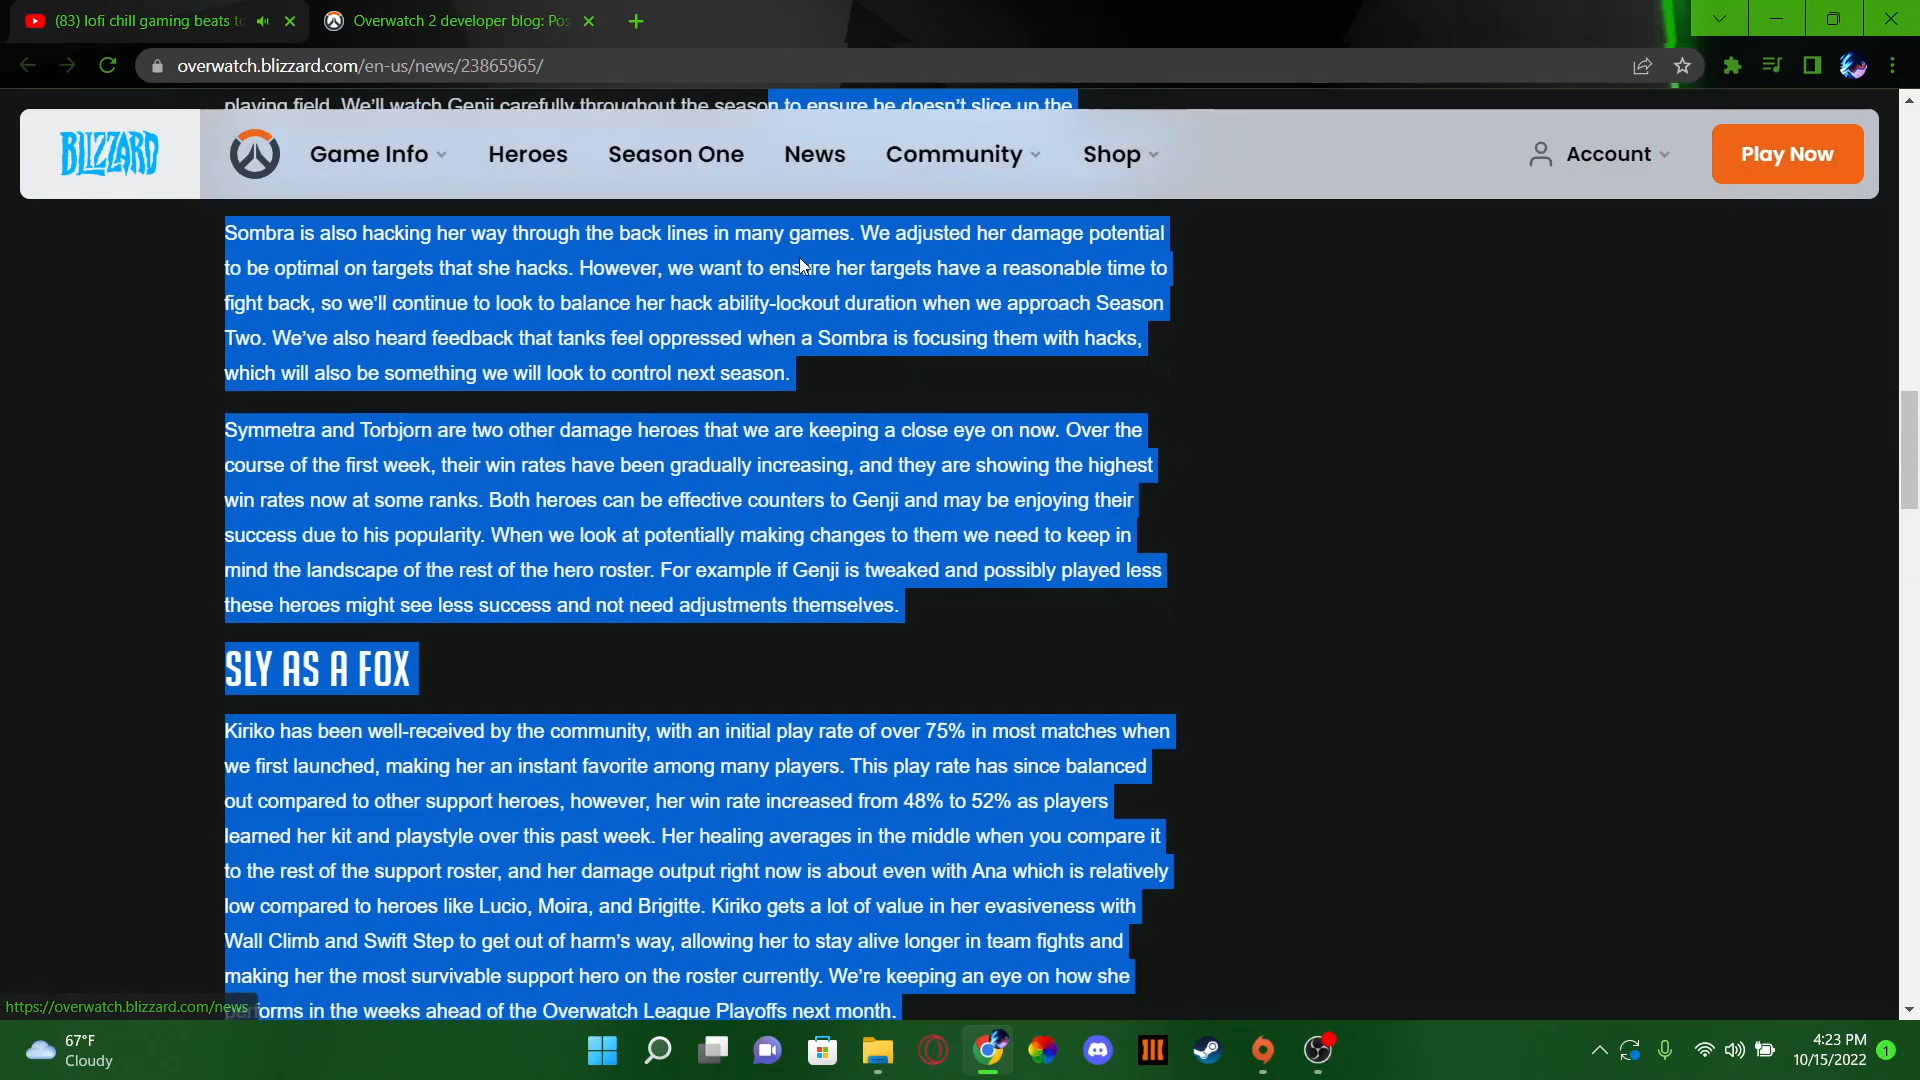 (83) lofi chill gaming beats to
Overwatch 2 developer blog: Pos
overwatch.blizzard.com/en-us/news/23865965/
playing field. We'll watch Genji carefully throughout the season to ensure he doesn't slice up the
BLIZZARD
Game Info
Heroes
Season One
News
Community
Shop
Account
Play Now
Sombra is also hacking her way through the back lines in many games. We adjusted her damage potential
to be optimal on targets that she hacks. However, we want to ensure her targets have a reasonable time to
fight back, so we'll continue to look to balance her hack ability-lockout duration when we approach Season
Two. We've also heard feedback that tanks feel oppressed when a Sombra is focusing them with hacks,
which will also be something we will look to control next season.
Symmetra and Torbjorn are two other damage heroes that we are keeping a close eye on now. Over the
course of the first week, their win rates have been gradually increasing, and they are showing the highest
win rates now at some ranks. Both heroes can be effective counters to Genji and may be enjoying their
success due to his popularity. When we look at potentially making changes to them we need to keep in
mind the landscape of the rest of the hero roster. For example if Genji is tweaked and possibly played less
these heroes might see less success and not need adjustments themselves.
SLY AS A FOX
Kiriko has been well-received by the community, with an initial play rate of over 75% in most matches when
we first launched, making her an instant favorite among many players. This play rate has since balanced
out compared to other support heroes, however, her win rate increased from 48% to 52% as players
learned her kit and playstyle over this past week. Her healing averages in the middle when you compare it
to the rest of the support roster, and her damage output right now is about even with Ana which is relatively
low compared to heroes like Lucio, Moira, and Brigitte. Kiriko gets a lot of value in her evasiveness with
Wall Climb and Swift Step to get out of harm's way, allowing her to stay alive longer in team fights and
making her the most survivable support hero on the roster currently. We're keeping an eye on how she
performs in the weeks ahead of the Overwatch League Playoffs next month.
https://overwatch.blizzard.com/news
67°F
Cloudy
4:23 PM
10/15/2022
1